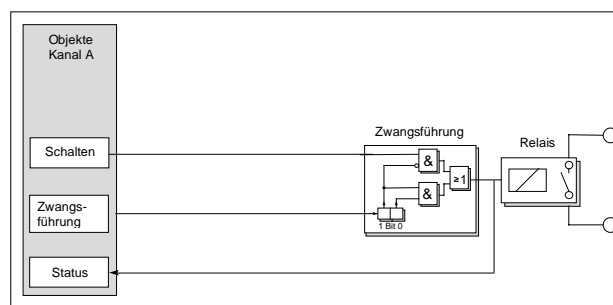 Objekte
Kanal A
Schalten
Zwangs-
führung
Status
Zwangsführung
&
&
≥1
1 Bit 0
Relais